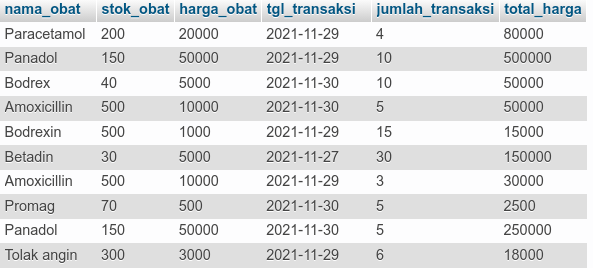 nama_obat stok_obat harga_obat tgl_transaksi jumlah_transaksi total_harga
Paracetamol 200 20000 2021-11-29 4 80000
Panadol 150 50000 2021-11-29 10 500000
Bodrex 40 5000 2021-11-30 10 50000
Amoxicillin 500 10000 2021-11-30 5 50000
Bodrexin 500 1000 2021-11-29 15 15000
Betadin 30 5000 2021-11-27 30 150000
Amoxicillin 500 10000 2021-11-29 3 30000
Promag 70 500 2021-11-30 5 2500
Panadol 150 50000 2021-11-30 5 250000
Tolak angin 300 3000 2021-11-29 6 18000